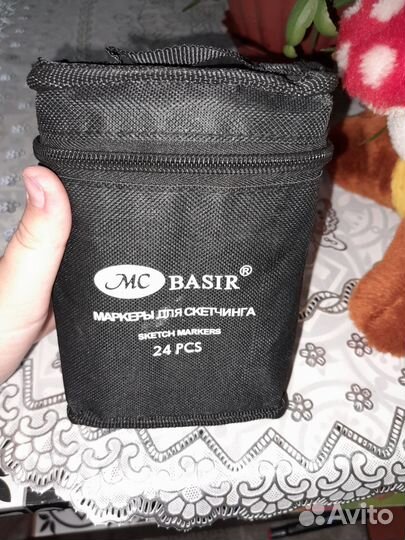 MC BASIR®
МАРКЕРЫ ДЛЯ СКЕТЧИНГА
SKETCH MARKERS
24 PCS
Avito